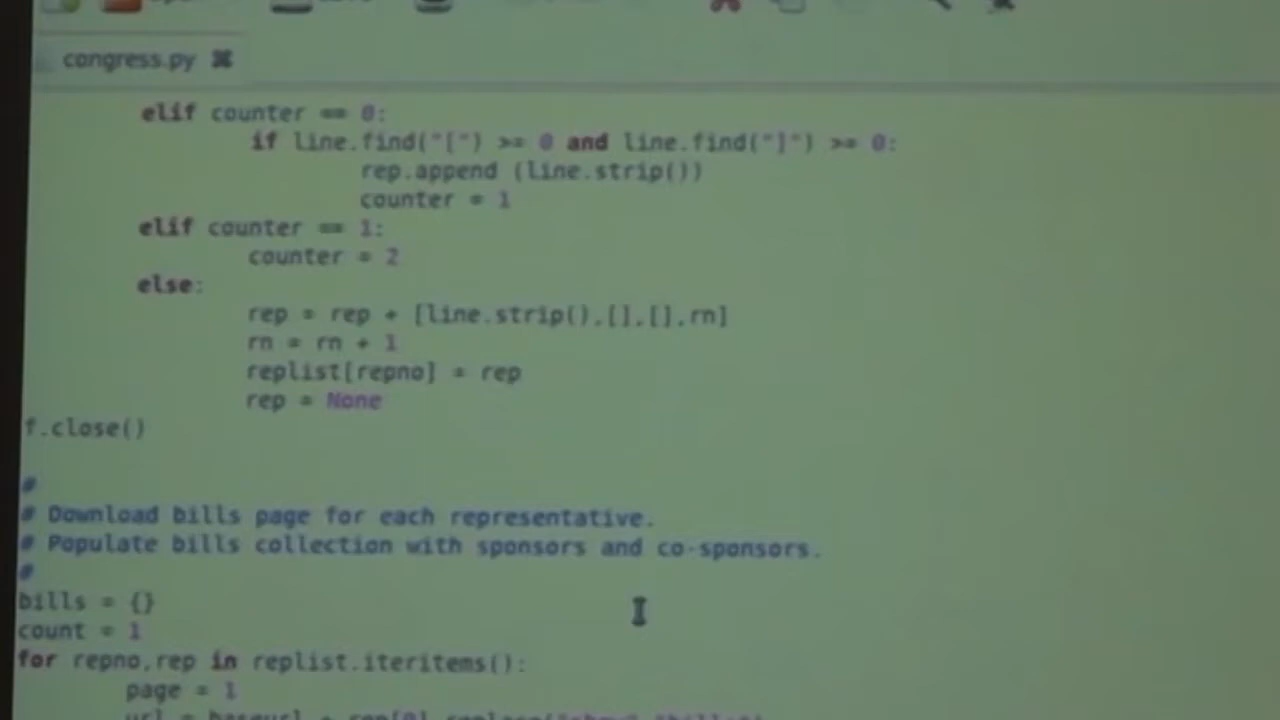 congress.py
elif counter == 0:
if line.find("[") >= 0 and line.find("]") >= 0:
rep.append (line.strip())
counter = 1
elif counter == 1:
counter = 2
else:
rep = rep + [line.strip(),[],[],rn]
rn = rn + 1
replist[repno] = rep
rep = None
f.close()
#
# Download bills page for each representative.
# Populate bills collection with sponsors and co-sponsors.
#
bills = {}
count = 1
for repno,rep in replist.iteritems():
page = 1